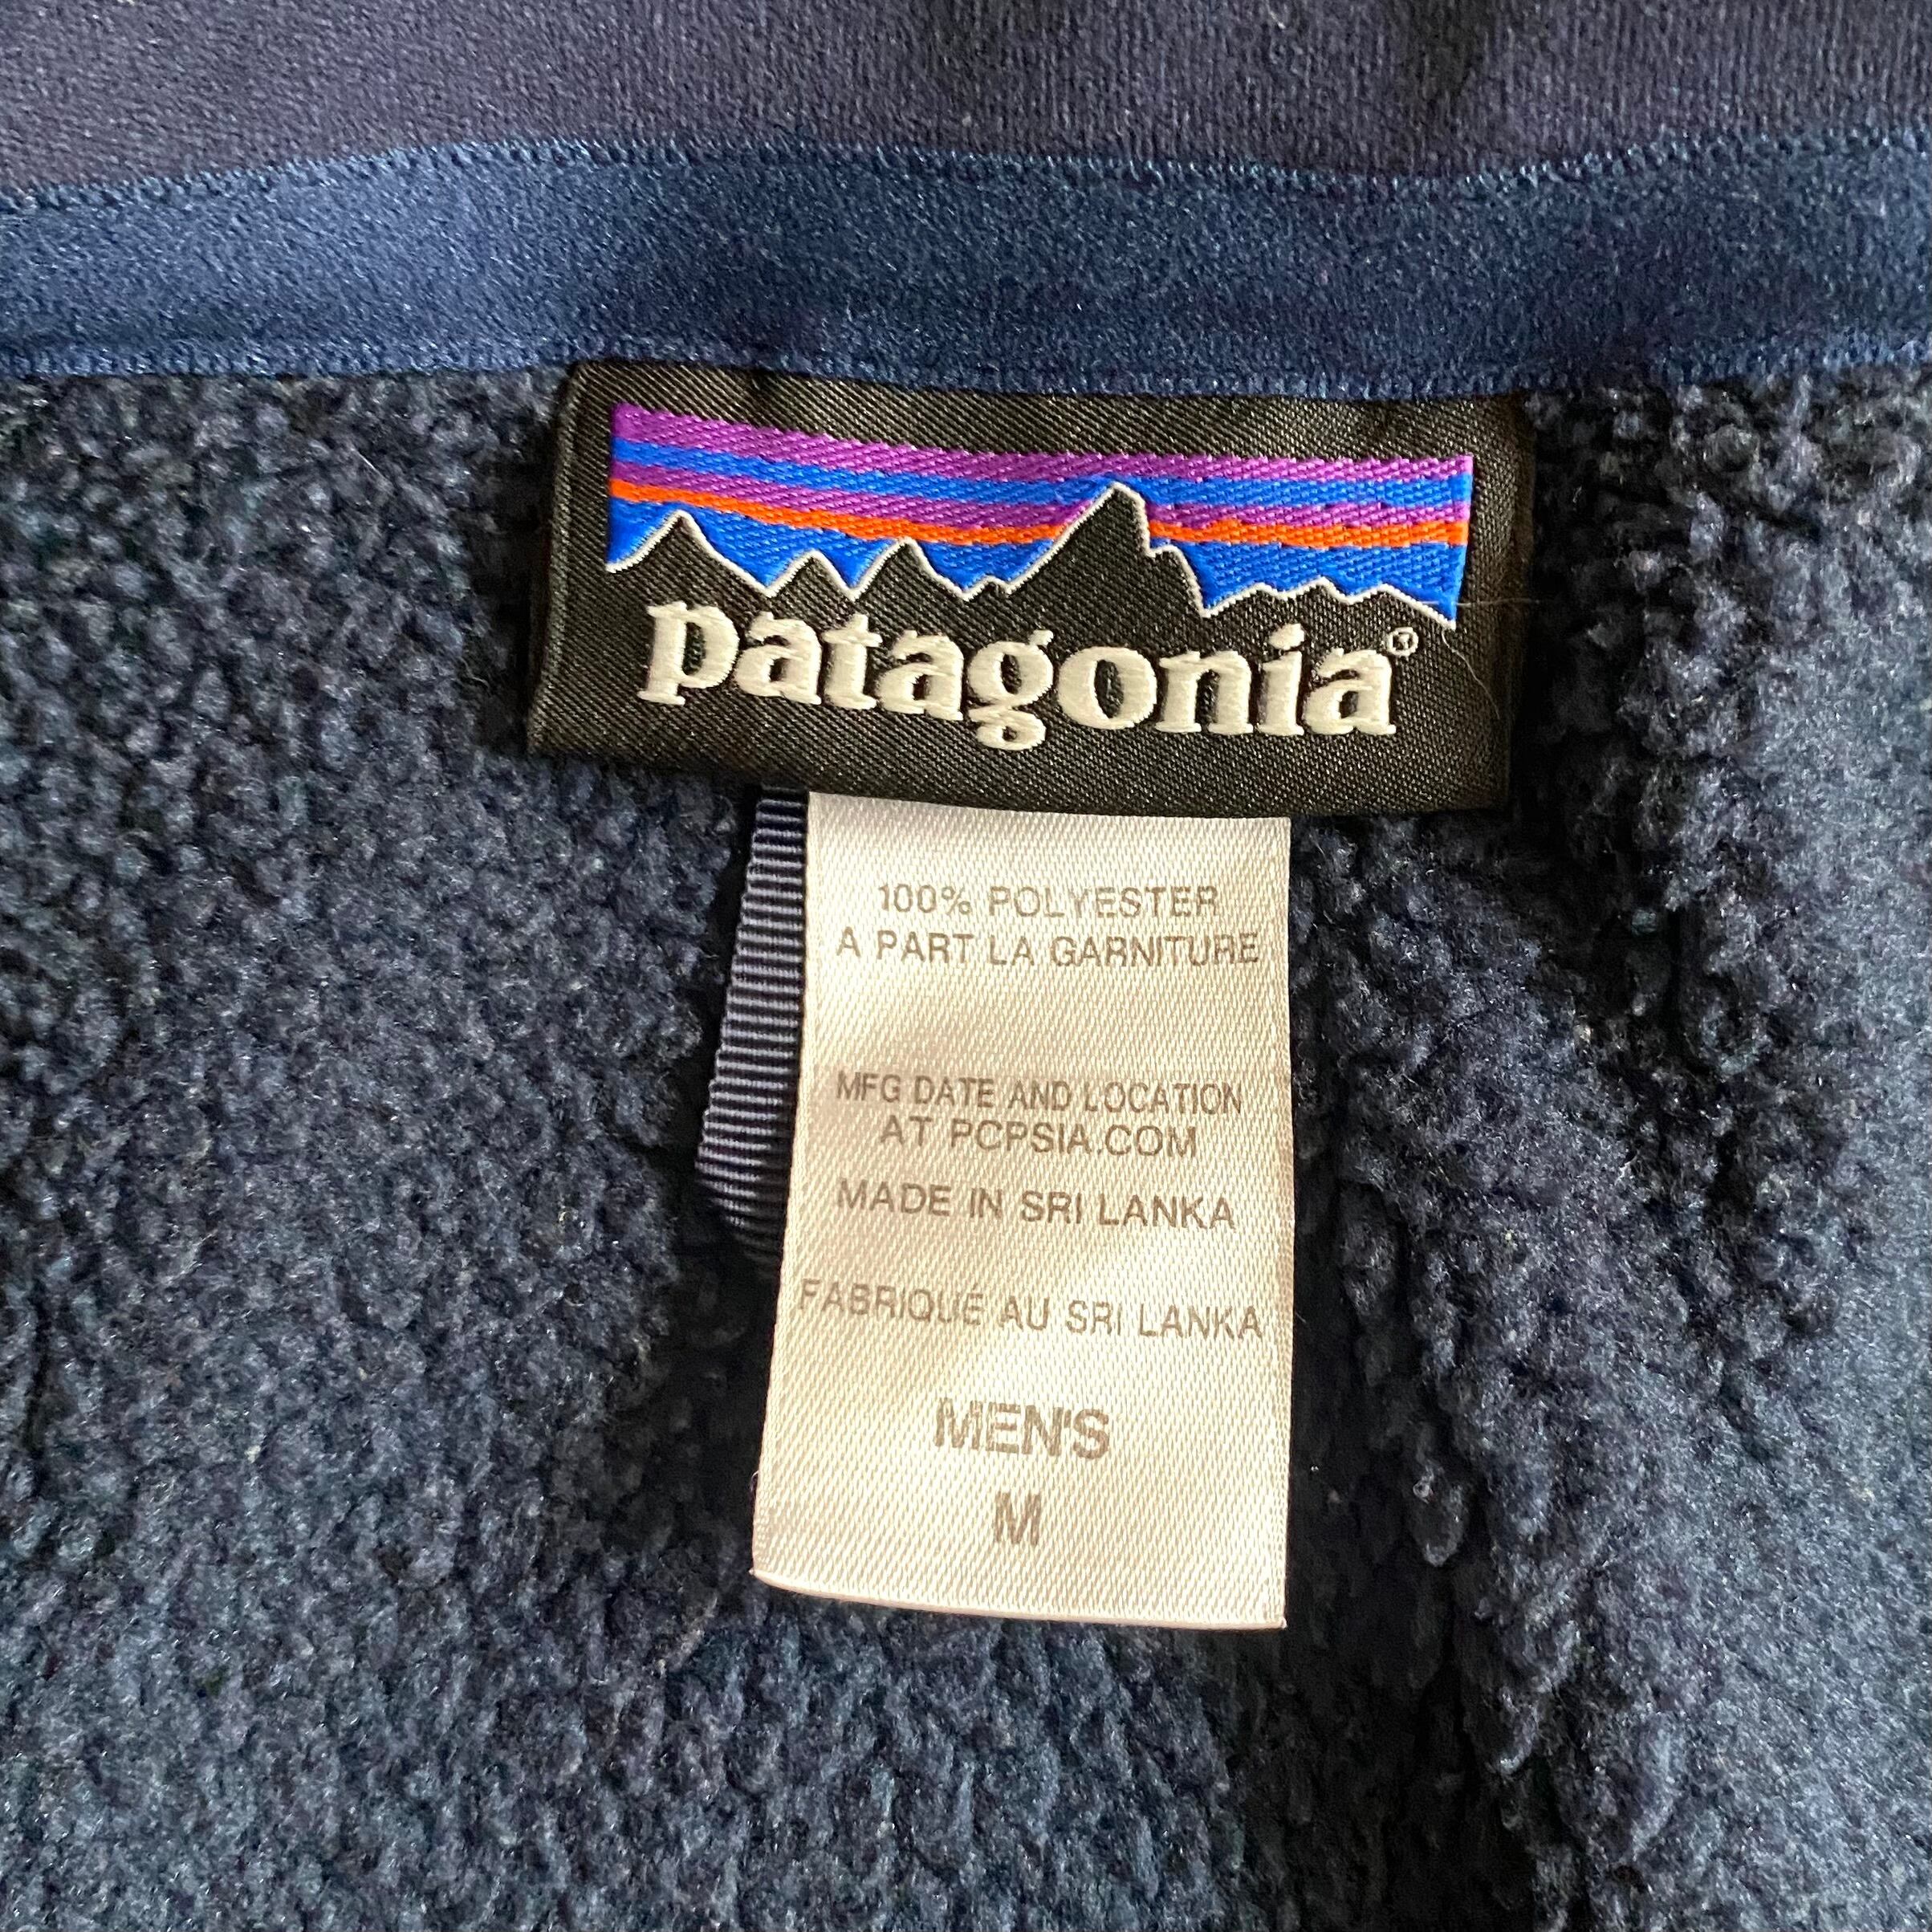 patagonia®
100% POLYESTER
A PART LA GARNITURE
MFG DATE AND LOCATION
AT PCPSIA.COM
MADE IN SRI LANKA
FABRIQUÉ AU SRI LANKA
MEN'S
M